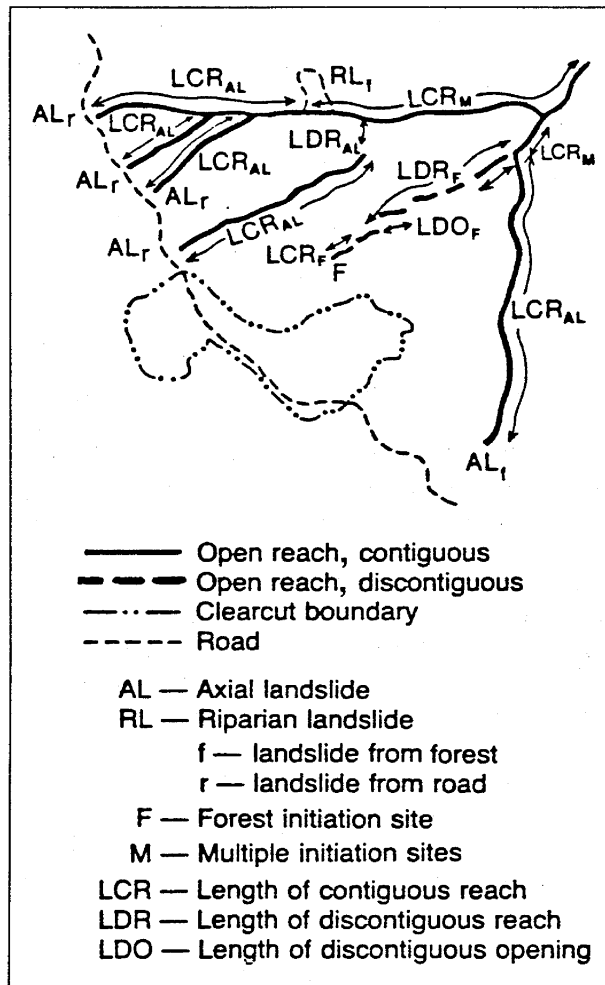 LCR_AL
RL_f
LCR_M
AL_r
LCR_AL
LDR_AL
LCR_AL
LDR_F
LCR_M
AL_r
AL_r
LCR_AL
LDO_F
AL_r
LCR_F
F
LCR_AL
AL_f
Open reach, contiguous
Open reach, discontiguous
Clearcut boundary
Road
AL — Axial landslide
RL — Riparian landslide
f — landslide from forest
r — landslide from road
F — Forest initiation site
M — Multiple initiation sites
LCR — Length of contiguous reach
LDR — Length of discontiguous reach
LDO — Length of discontiguous opening